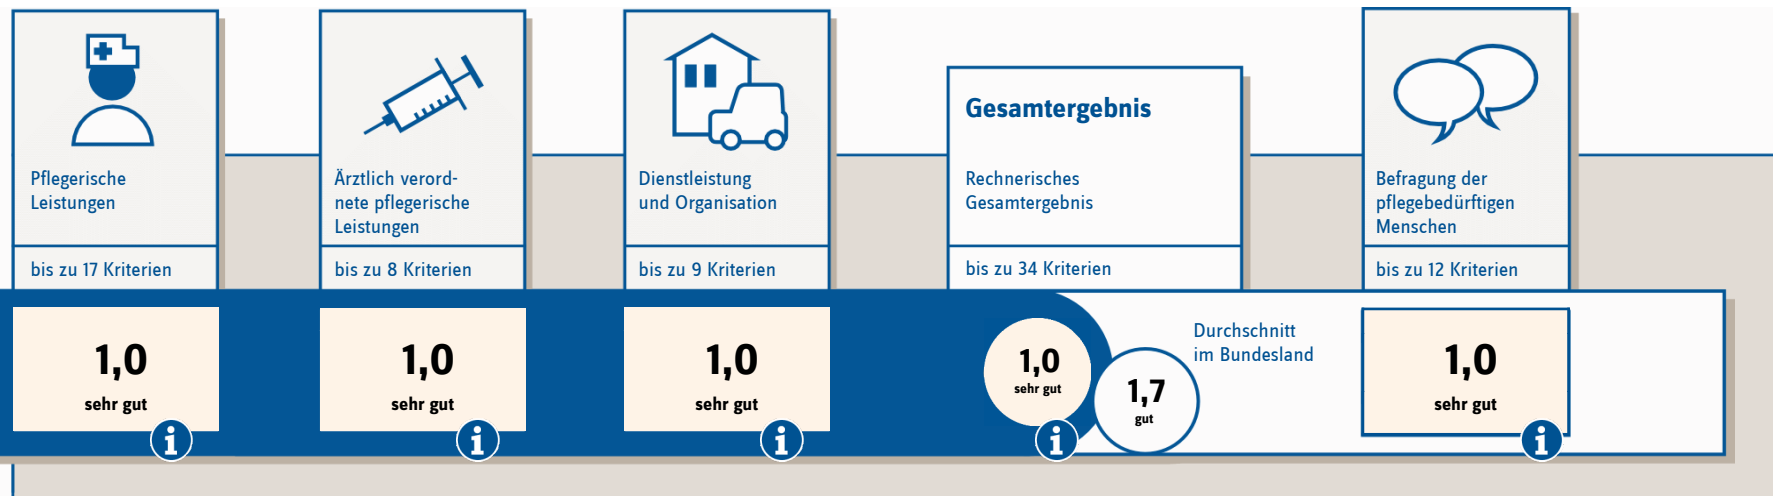 Pflegerische
Leistungen
bis zu 17 Kriterien
1,0
sehr gut
i
Ärztlich verord-
nete pflegerische
Leistungen
bis zu 8 Kriterien
1,0
sehr gut
i
Dienstleistung
und Organisation
bis zu 9 Kriterien
1,0
sehr gut
i
Gesamtergebnis
Rechnerisches
Gesamtergebnis
bis zu 34 Kriterien
1,0
sehr gut
i
1,7
gut
Durchschnitt
im Bundesland
Befragung der
pflegebedürftigen
Menschen
bis zu 12 Kriterien
1,0
sehr gut
i